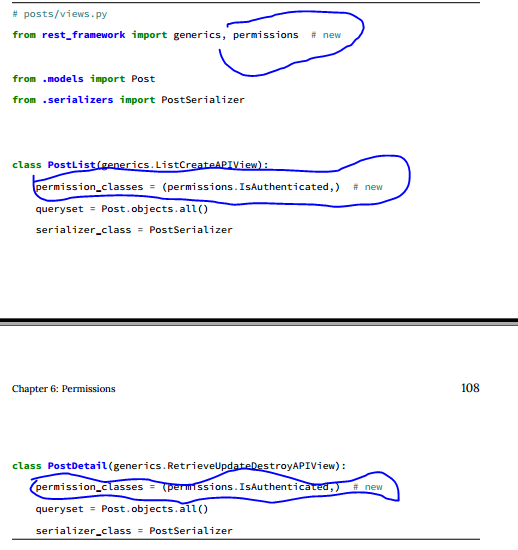 # posts/views.py
from rest_framework import generics, permissions # new
from .models import Post
from .serializers import PostSerializer
class PostList(generics.ListCreateAPIView):
permission_classes = (permissions.IsAuthenticated,) # new
queryset = Post.objects.all()
serializer_class = PostSerializer
Chapter 6: Permissions 108
class PostDetail(generics.RetrieveUpdateDestroyAPIView):
permission_classes = (permissions.IsAuthenticated,) # new
queryset = Post.objects.all()
serializer_class = PostSerializer